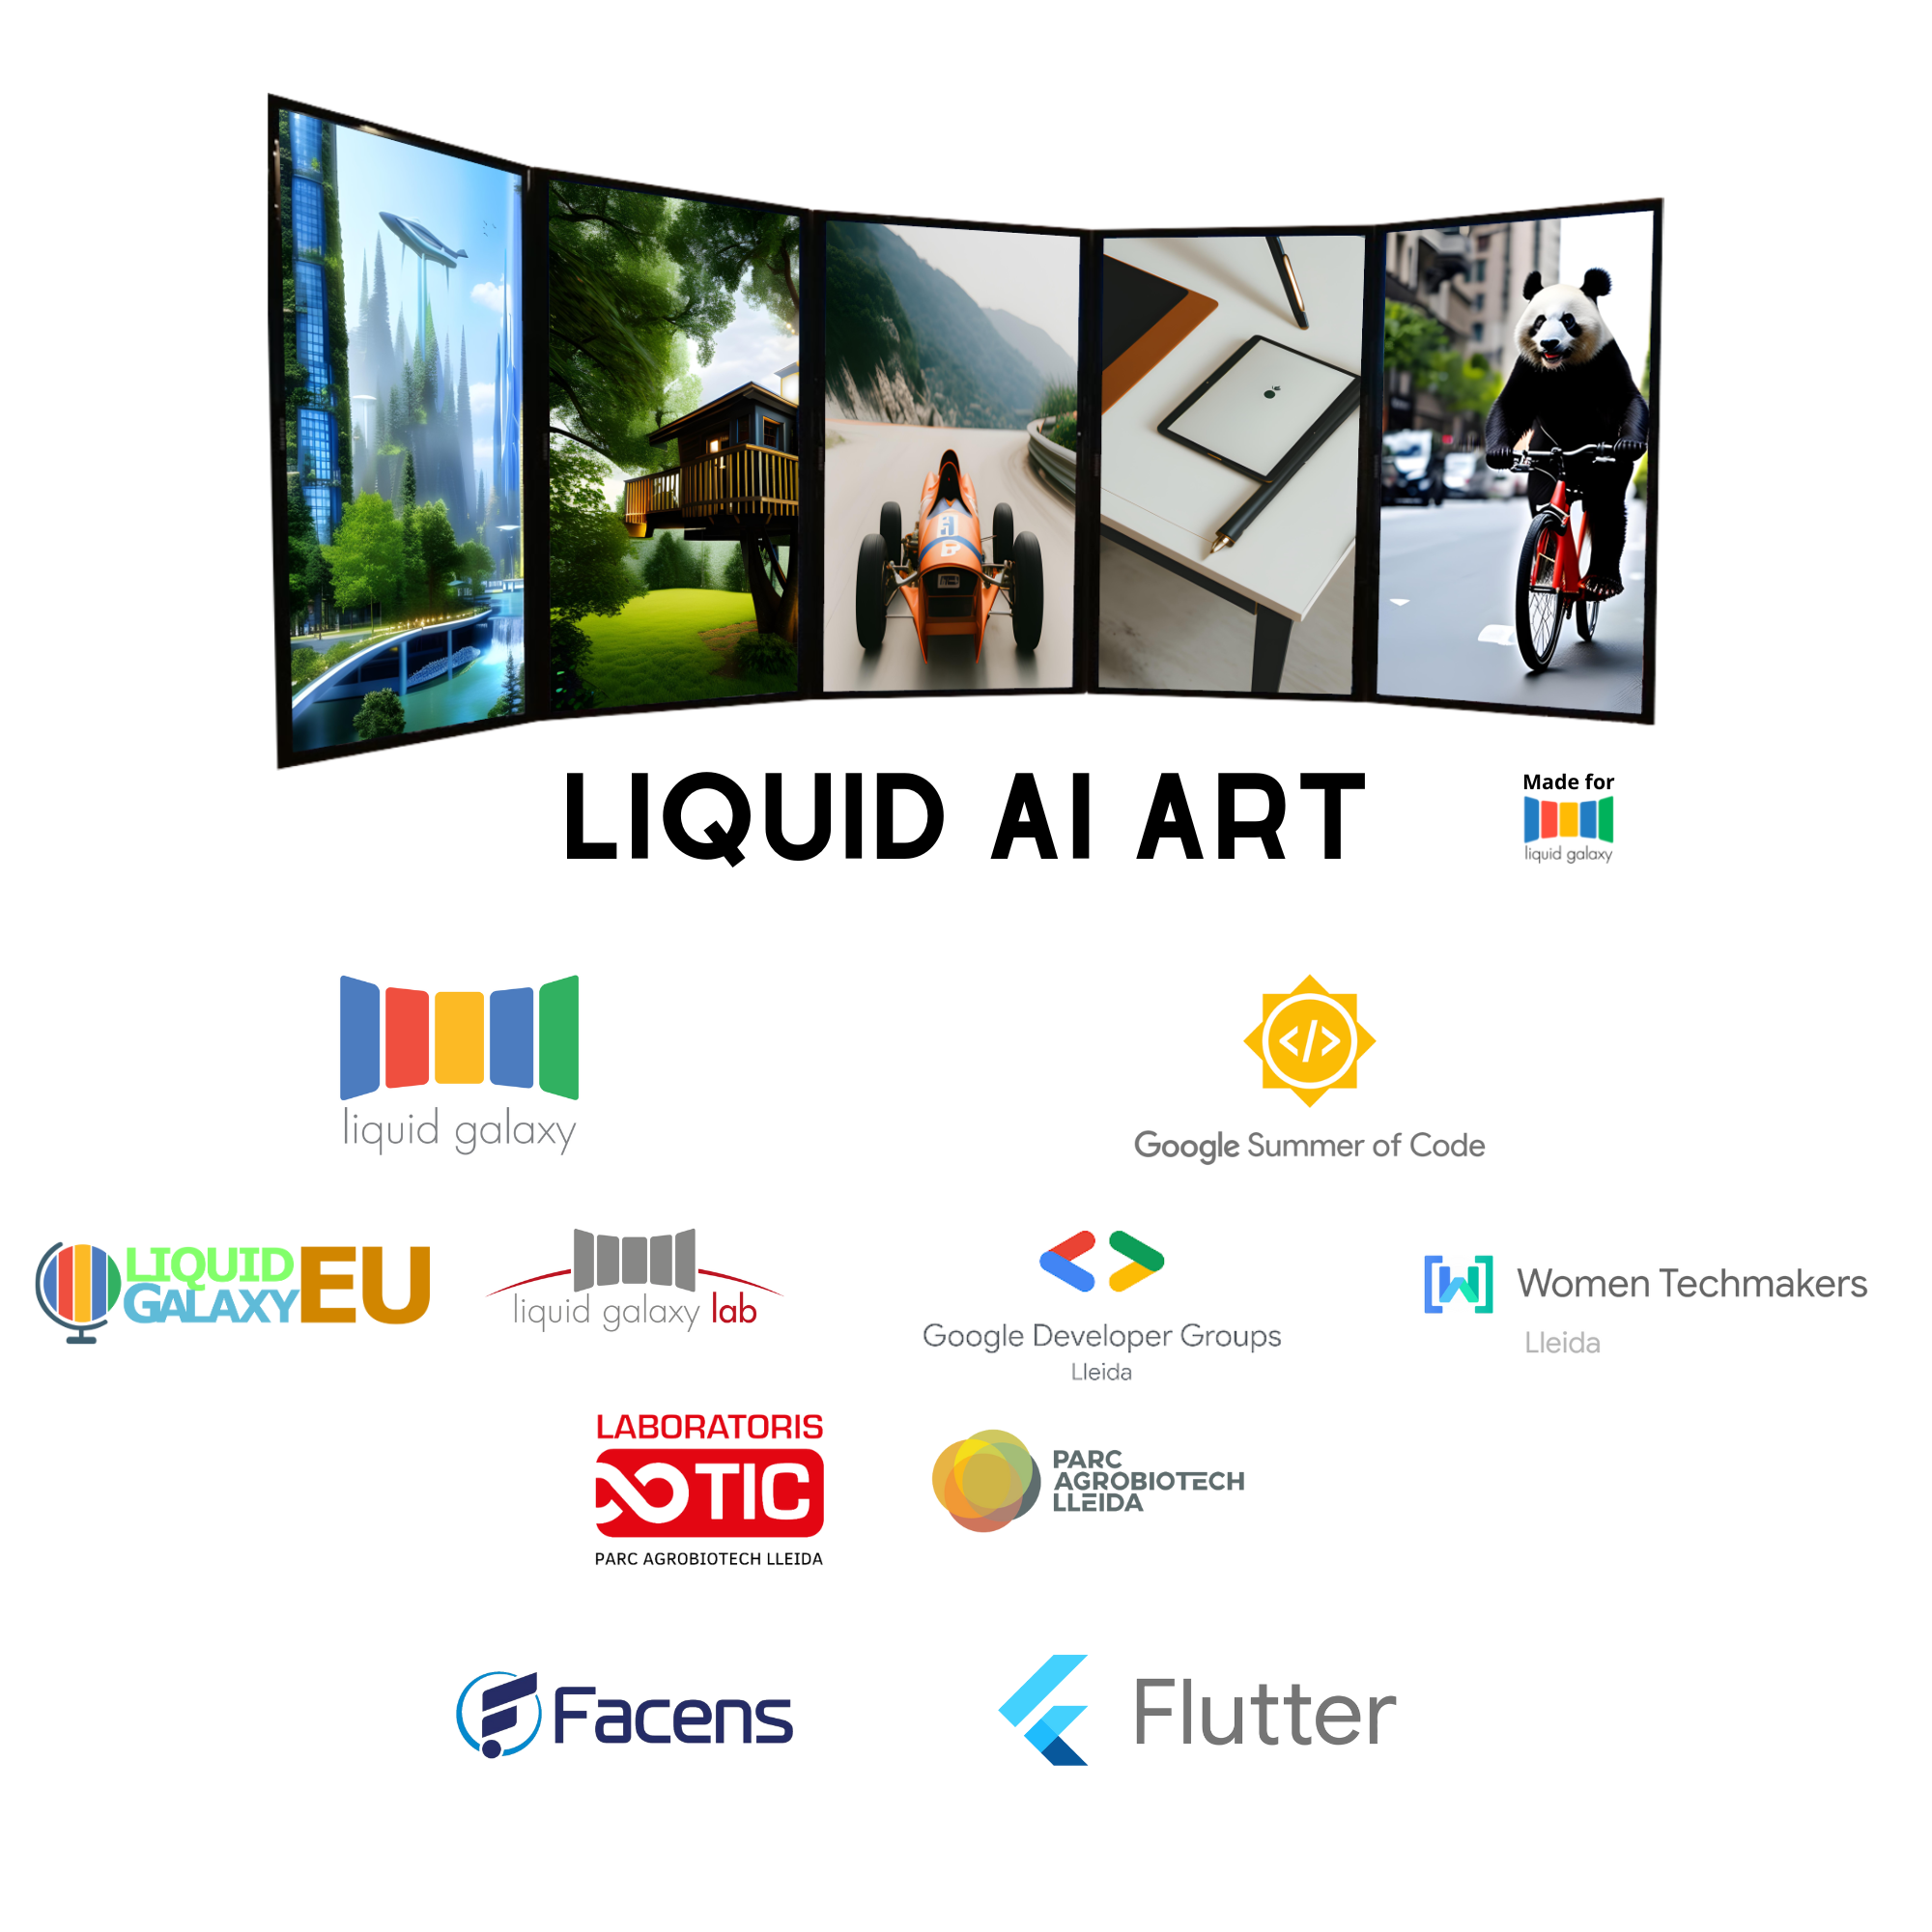 LIQUID AI ART
Made for
liquid galaxy
liquid galaxy
Google Summer of Code
LIQUID
GALAXY
EU
liquid galaxy lab
Google Developer Groups
Lleida
Women Techmakers
Lleida
LABORATORIS
TIC
PARC AGROBIOTECH LLEIDA
PARC
AGROBIOTECH
LLEIDA
Facens
Flutter